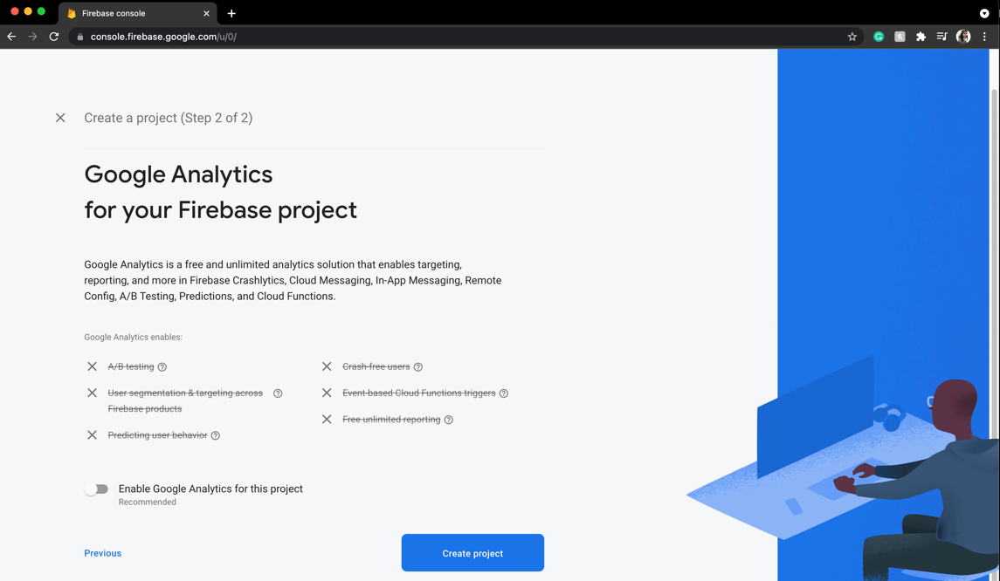 Firebase console
console.firebase.google.com/u/0/
Create a project (Step 2 of 2)
Google Analytics
for your Firebase project
Google Analytics is a free and unlimited analytics solution that enables targeting,
reporting, and more in Firebase Crashlytics, Cloud Messaging, In-App Messaging, Remote
Config, A/B Testing, Predictions, and Cloud Functions.
Google Analytics enables:
A/B testing
User segmentation & targeting across
Firebase products
Predicting user behavior
Crash-free users
Event-based Cloud Functions triggers
Free unlimited reporting
Enable Google Analytics for this project
Recommended
Previous
Create project